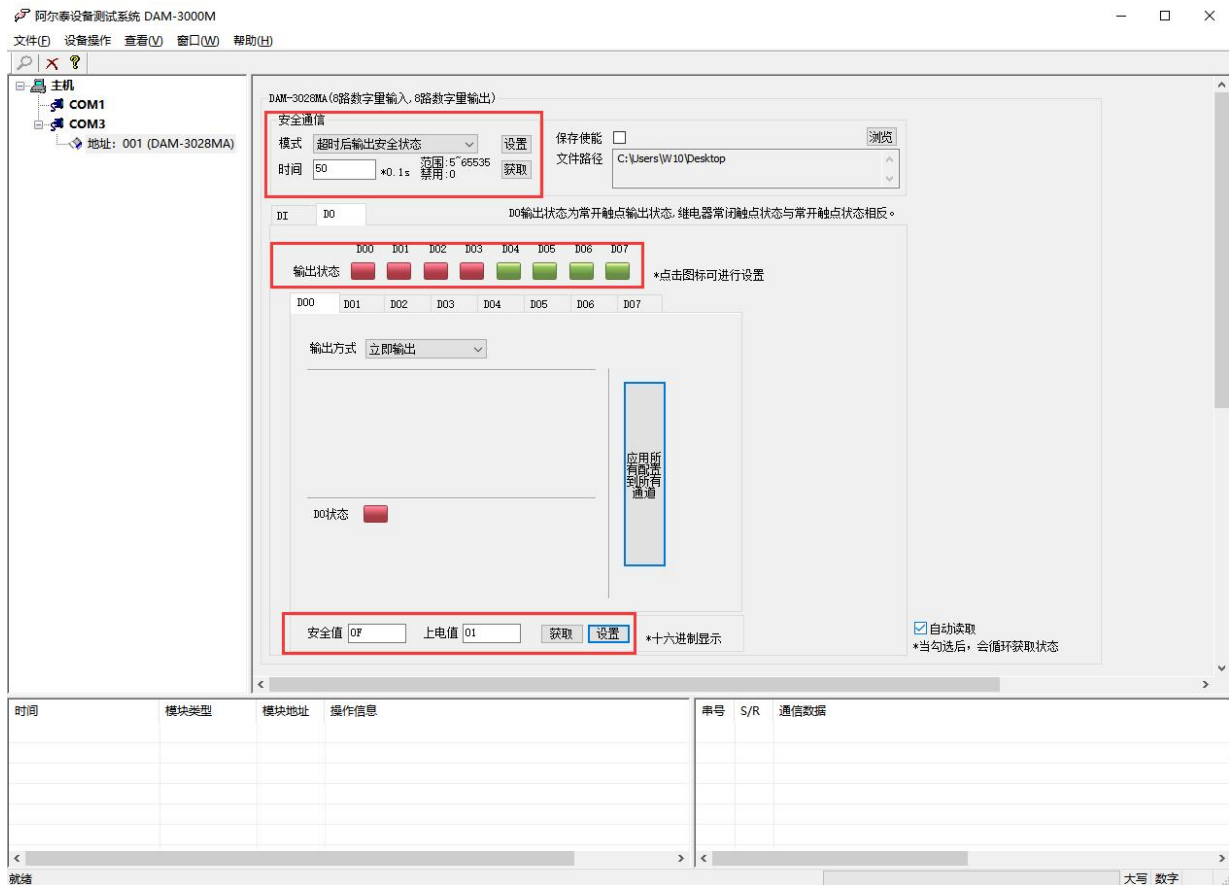 阿尔泰设备测试系统 DAM-3000M
文件(F) 设备操作 查看(V) 窗口(W) 帮助(H)
主机
COM1
COM3
地址：001 (DAM-3028MA)
DAM-3028MA(8路数字量输入,8路数字量输出)
安全通信
模式 超时后输出安全状态 设置
时间 50 *0.1s 范围:5~65535 禁用:0 获取
保存使能 浏览
文件路径 C:\Users\W10\Desktop
DI DO DO输出状态为常开触点输出状态,继电器常闭触点状态与常开触点状态相反。
DO0 DO1 DO2 DO3 DO4 DO5 DO6 DO7
输出状态 *点击图标可进行设置
DO0 DO1 DO2 DO3 DO4 DO5 DO6 DO7
输出方式 立即输出
应用所
有配置
到所有
通道
DO状态
安全值 0F 上电值 01 获取 设置 *十六进制显示
自动读取
*当勾选后，会循环获取状态
时间 模块类型 模块地址 操作信息 串号 S/R 通信数据
就绪 大写 数字